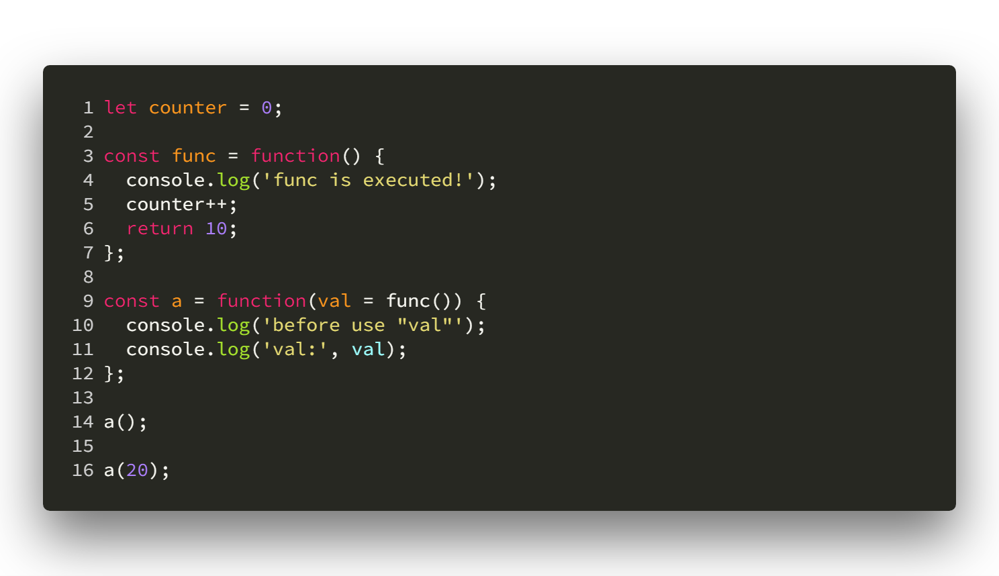 1 let counter = 0;
2
3 const func = function() {
4   console.log('func is executed!');
5   counter++;
6   return 10;
7 };
8
9 const a = function(val = func()) {
10   console.log('before use "val"');
11   console.log('val:', val);
12 };
13
14 a();
15
16 a(20);